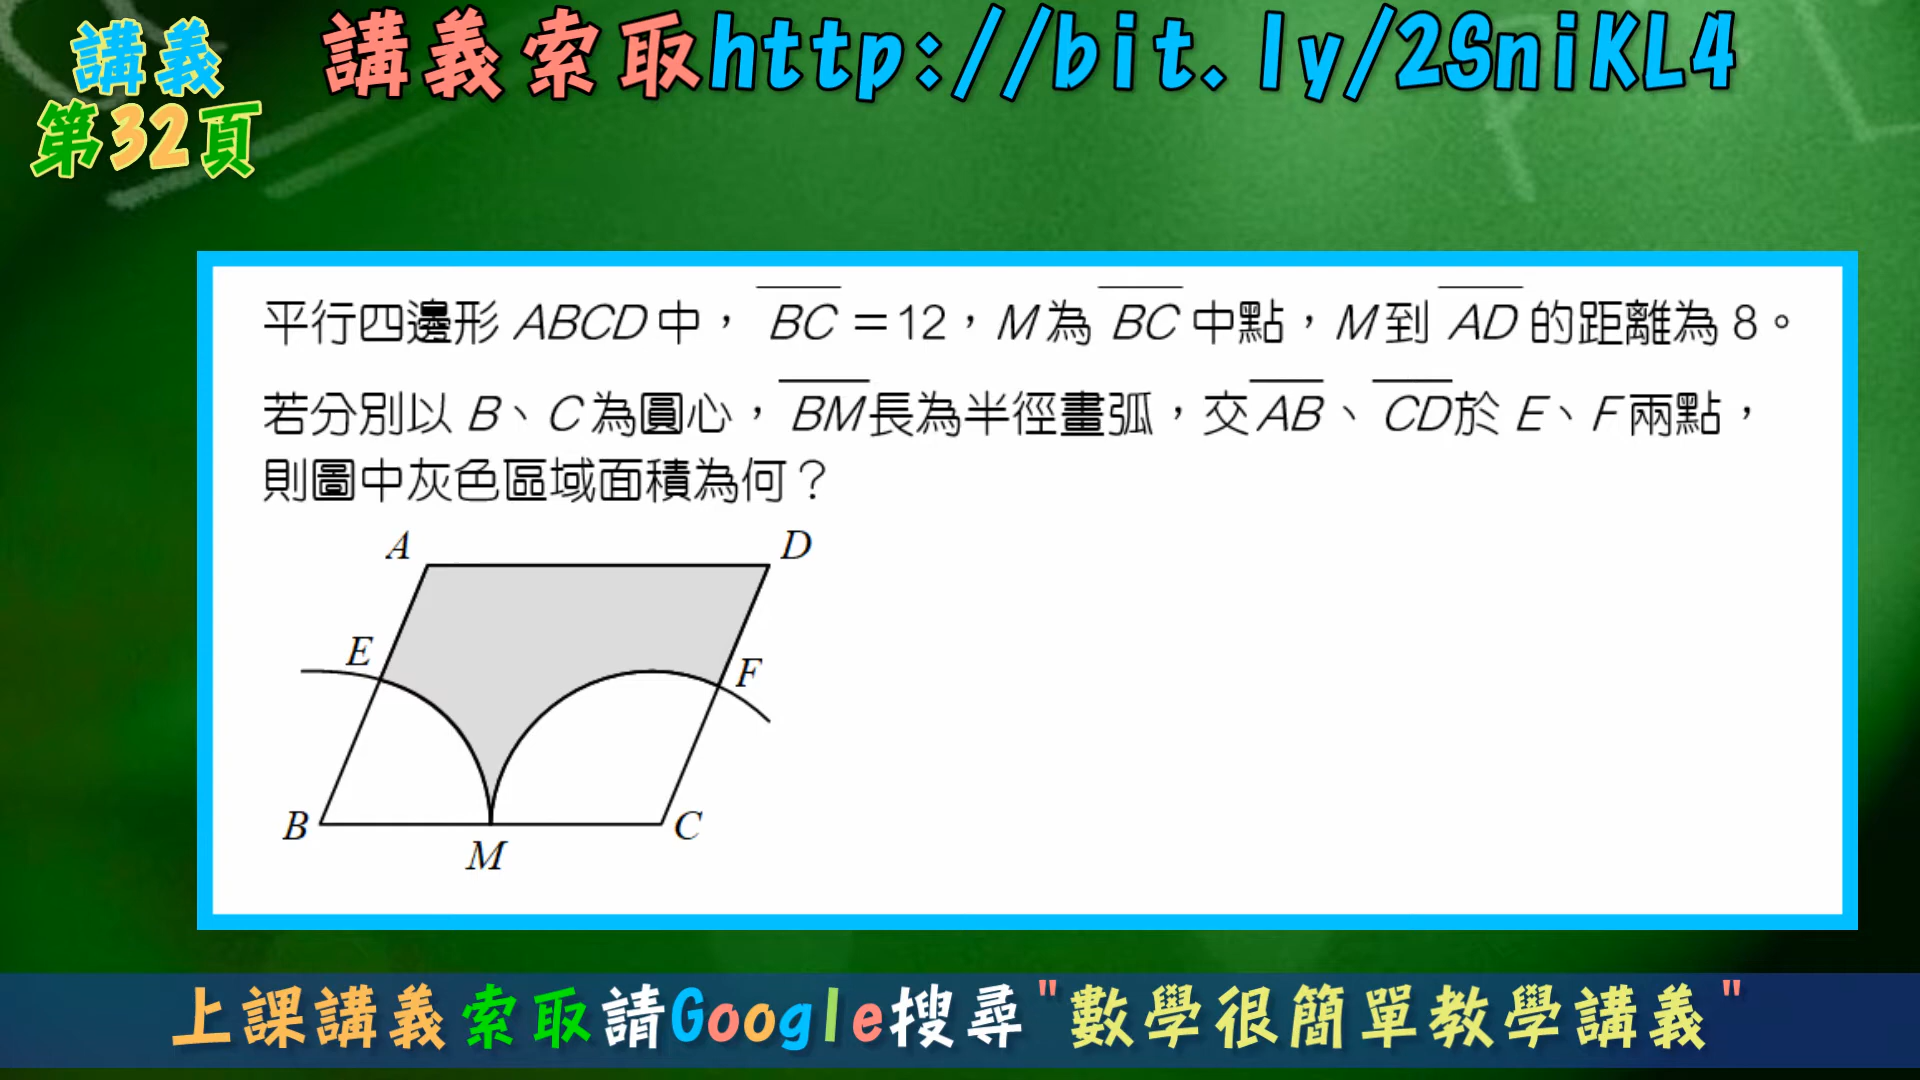 講義
第32頁
講義索取http://bit.ly/2SniKL4
平行四邊形 ABCD 中， BC ＝12，M 為 BC 中點，M 到 AD 的距離為 8。
若分別以 B、C 為圓心，BM長為半徑畫弧，交AB、CD於 E、F 兩點，
則圖中灰色區域面積為何？
A D
E F
B C
M
上課講義索取請Google搜尋"數學很簡單教學講義"